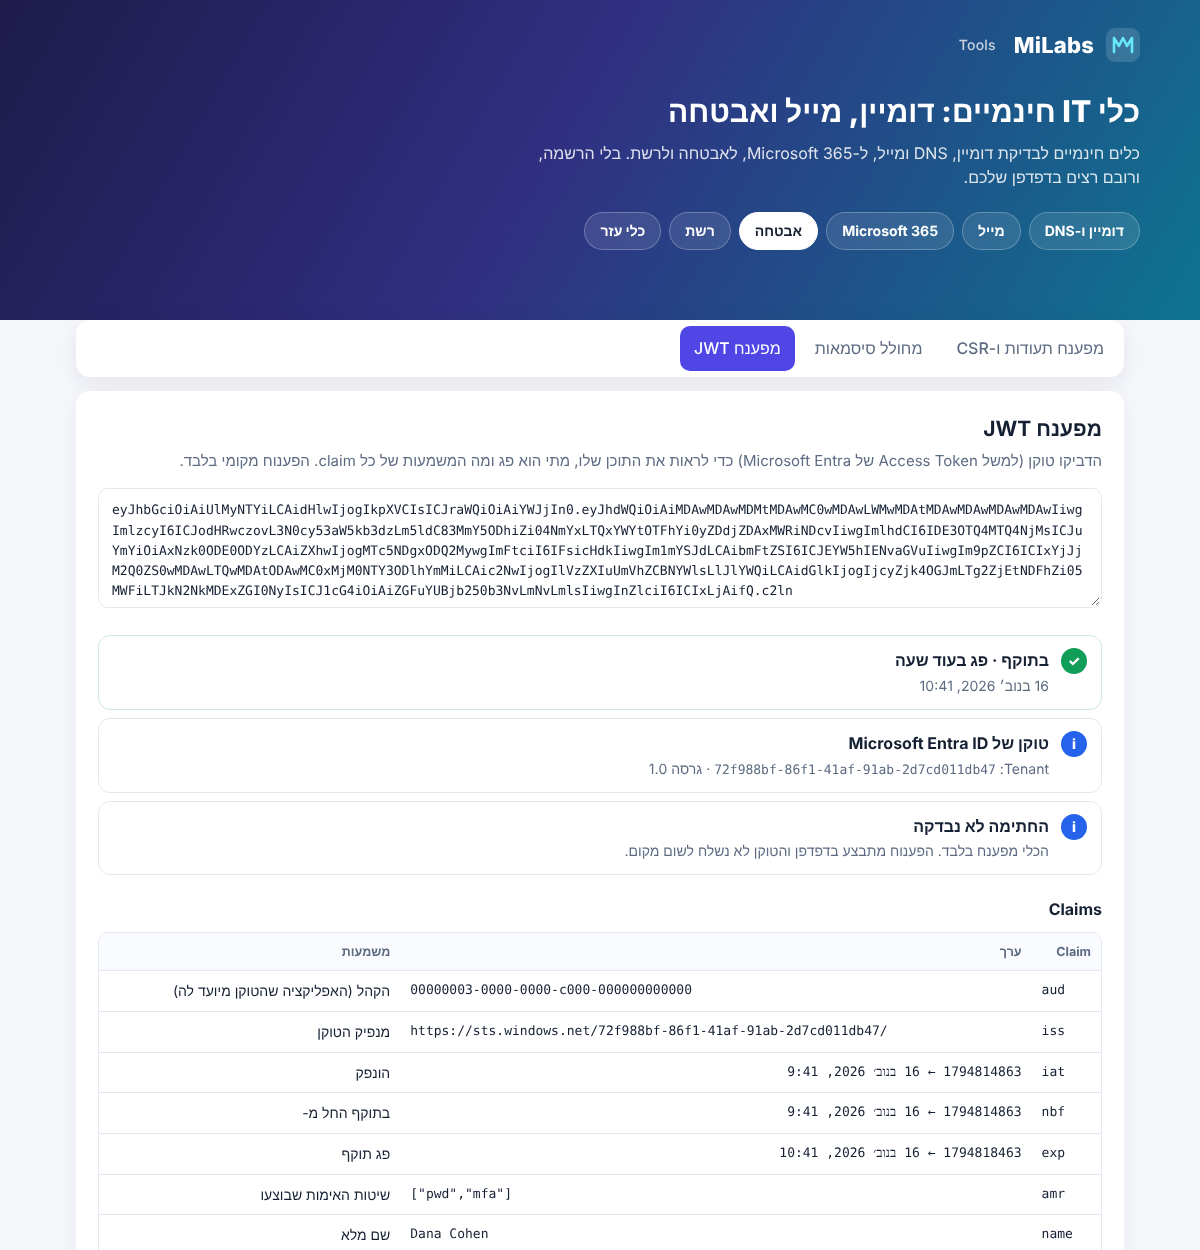 MiLabs Tools
כלי IT חינמיים: דומיין, מייל ואבטחה
כלים חינמיים לבדיקת דומיין, DNS ומייל, ל-Microsoft 365, לאבטחה ולרשת. בלי הרשמה,
ורובם רצים בדפדפן שלכם.
דומיין ו-DNS מייל Microsoft 365 אבטחה רשת כלי עזר
מפענח תעודות ו-CSR מחולל סיסמאות מפענח JWT
מפענח JWT
הדביקו טוקן (למשל Access Token של Microsoft Entra) כדי לראות את התוכן שלו, מתי הוא פג ומה המשמעות של כל claim. הפענוח מקומי בלבד.
eyJhbGciOiAiUlMyNTYiLCAidHlwIjogIkpXVCIsICJraWQiOiAiYWJjIn0.eyJhdWQiOiAiMDAwMDAwMDMtMDAwMC0wMDAwLWMwMDAtMDAwMDAwMDAwMDAwIiwg
ImlzcyI6ICJodHRwczovL3N0cy53aW5kb3dzLm5ldC83MmY5ODhiZi04NmYxLTQxYWYtOTFhYi0yZDdjZDAxMWRiNDcvIiwgImlhdCI6IDE3OTQ4MTQ4NjMsICJu
YmYiOiAxNzk0ODE0ODYzLCAiZXhwIjogMTc5NDgxODQ2MywgImFtciI6IFsicHdkIiwgIm1mYSJdLCAibmFtZSI6ICJEYW5hIENvaGVuIiwgIm9pZCI6ICIxYjJj
M2Q0ZS0wMDAwLTQwMDAtODAwMC0xMjM0NTY3ODlhYmMiLCAic2NwIjogIlVzZXIuUmVhZCBNYWlsLlJlYWQiLCAidGlkIjogIjcyZjk4OGJmLTg2ZjEtNDFhZi05
MWFiLTJkN2NkMDExZGI0NyIsICJ1cG4iOiAiZGFuYUBjb250b3NvLmNvLmlsIiwgInZlciI6ICIxLjAifQ.c2ln
בתוקף · פג בעוד שעה
16 בנוב׳ 2026, 10:41
טוקן של Microsoft Entra ID
Tenant: 72f988bf-86f1-41af-91ab-2d7cd011db47 · גרסה 1.0
החתימה לא נבדקה
הכלי מפענח בלבד. הפענוח מתבצע בדפדפן והטוקן לא נשלח לשום מקום.
Claims
Claim ערך משמעות
aud 00000003-0000-0000-c000-000000000000 הקהל (האפליקציה שהטוקן מיועד לה)
iss https://sts.windows.net/72f988bf-86f1-41af-91ab-2d7cd011db47/ מנפיק הטוקן
iat 1794814863 ← 16 בנוב׳ 2026, 9:41 הונפק
nbf 1794814863 ← 16 בנוב׳ 2026, 9:41 בתוקף החל מ-
exp 1794818463 ← 16 בנוב׳ 2026, 10:41 פג תוקף
amr ["pwd","mfa"] שיטות האימות שבוצעו
name Dana Cohen שם מלא